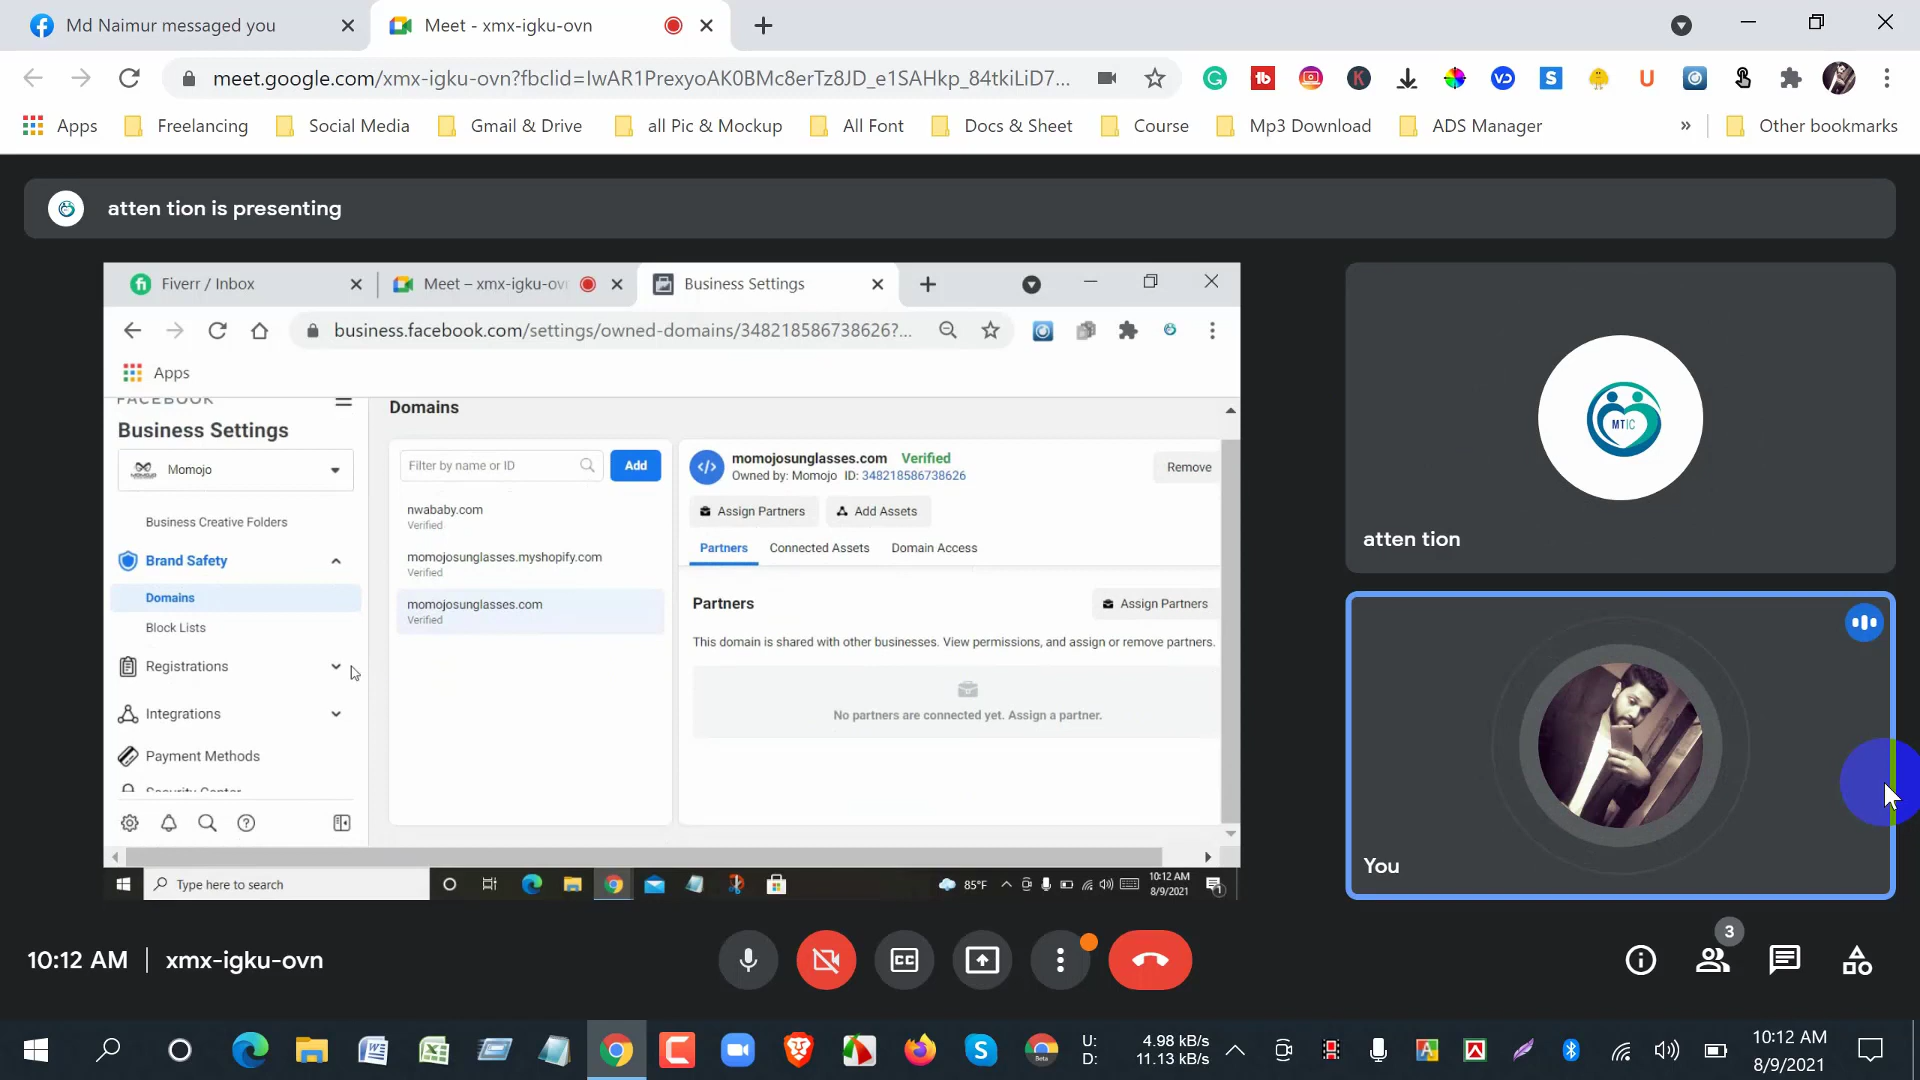 Md Naimur messaged you
Meet - xmx-igku-ovn
meet.google.com/xmx-igku-ovn?fbclid=IwAR1PrexyoAK0BMc8erTz8JD_e1SAHkp_84tkiLiD7...
Apps
Freelancing
Social Media
Gmail & Drive
all Pic & Mockup
All Font
Docs & Sheet
Course
Mp3 Download
ADS Manager
»
Other bookmarks
atten tion is presenting
Fiverr / Inbox
Meet – xmx-igku-ov
Business Settings
business.facebook.com/settings/owned-domains/348218586738626?...
Apps
FACEBOOK
Business Settings
Momojo
Business Creative Folders
Brand Safety
Domains
Block Lists
Registrations
Integrations
Payment Methods
Security Center
Domains
Filter by name or ID
Add
nwababy.com
Verified
momojosunglasses.myshopify.com
Verified
momojosunglasses.com
Verified
momojosunglasses.com Verified
Owned by: Momojo ID: 348218586738626
Remove
Assign Partners
Add Assets
Partners
Connected Assets
Domain Access
Partners
Assign Partners
This domain is shared with other businesses. View permissions, and assign or remove partners.
No partners are connected yet. Assign a partner.
Type here to search
85°F
10:12 AM
8/9/2021
MTIC
atten tion
You
10:12 AM | xmx-igku-ovn
CC
3
U: 4.98 kB/s
D: 11.13 kB/s
10:12 AM
8/9/2021